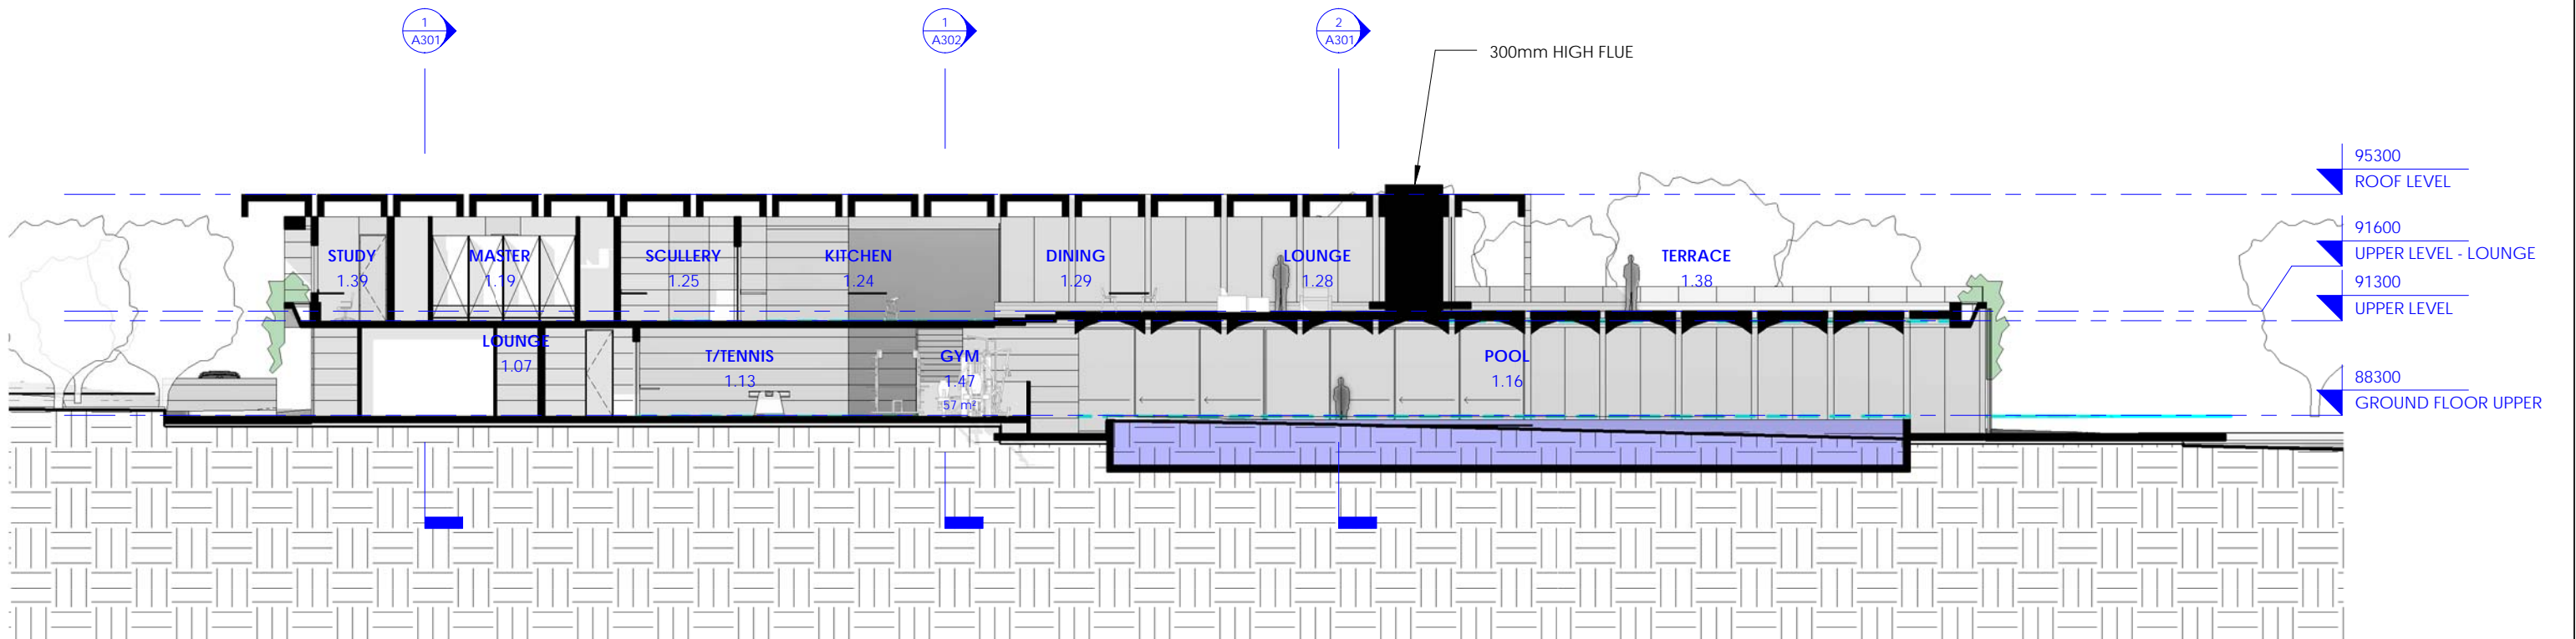 1
A301
1
A302
2
A301
300mm HIGH FLUE
95300
ROOF LEVEL
91600
UPPER LEVEL - LOUNGE
91300
UPPER LEVEL
88300
GROUND FLOOR UPPER
STUDY
1.39
MASTER
1.19
SCULLERY
1.25
KITCHEN
1.24
DINING
1.29
LOUNGE
1.28
TERRACE
1.38
LOUNGE
1.07
T/TENNIS
1.13
GYM
1.47
57 m²
POOL
1.16